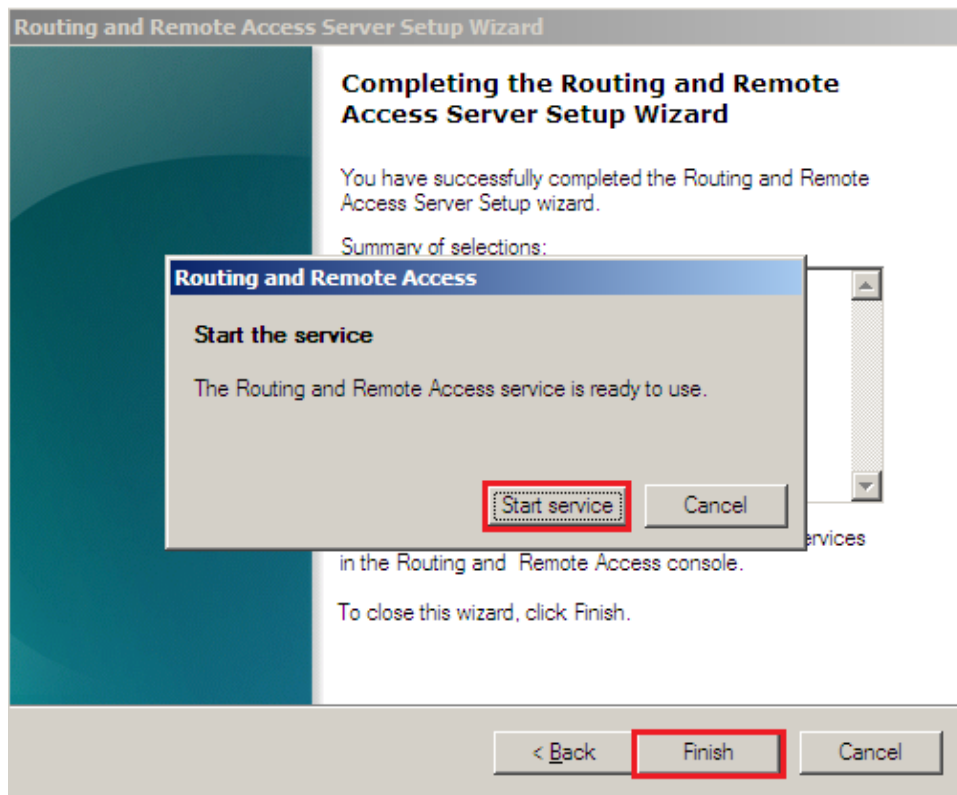 Routing and Remote Access Server Setup Wizard
Completing the Routing and Remote
Access Server Setup Wizard
You have successfully completed the Routing and Remote
Access Server Setup wizard.
Summary of selections:
Routing and Remote Access
Start the service
The Routing and Remote Access service is ready to use.
Start service
Cancel
in the Routing and Remote Access console.
To close this wizard, click Finish.
< Back
Finish
Cancel